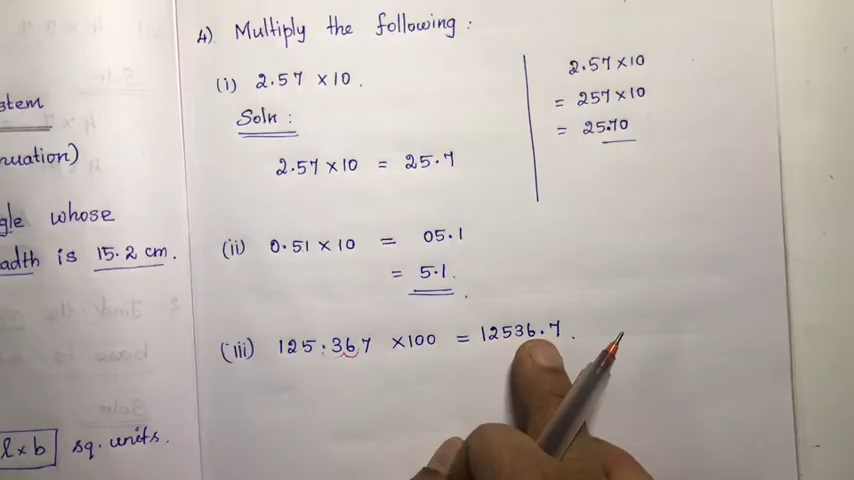 stem
nuation)
gle whose
adth is 15.2 cm.
l x b sq. units.
4) Multiply the following :
(i) 2.57 × 10.
Soln :
2.57 × 10 = 25.7
2.57 × 10
= 257 × 10
= 25.70
(ii) 0.51 × 10 = 05.1
= 5.1.
(iii) 125.367 × 100 = 12536.7.